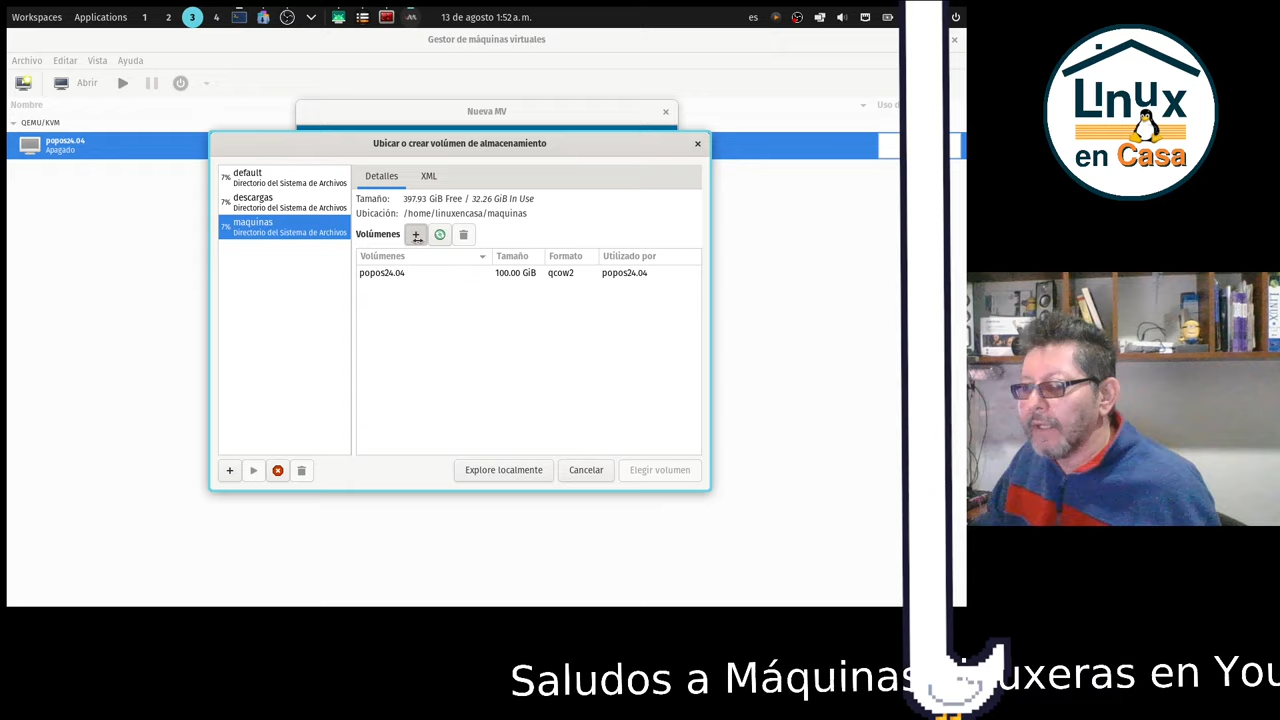 Workspaces Applications 1 2 3 4 13 de agosto 1:52 a. m. es
Gestor de máquinas virtuales
Archivo Editar Vista Ayuda
Abrir
Nombre Uso d
QEMU/KVM
popos24.04
Apagado
Nueva MV
Ubicar o crear volúmen de almacenamiento
7% default
Directorio del Sistema de Archivos
7% descargas
Directorio del Sistema de Archivos
7% maquinas
Directorio del Sistema de Archivos
Detalles XML
Tamaño: 397.93 GiB Free / 32.26 GiB In Use
Ubicación: /home/linuxencasa/maquinas
Volúmenes
Volúmenes Tamaño Formato Utilizado por
popos24.04 100.00 GiB qcow2 popos24.04
Explore localmente Cancelar Elegir volumen
Linux
en Casa
Saludos a Máquinas uxeras en You